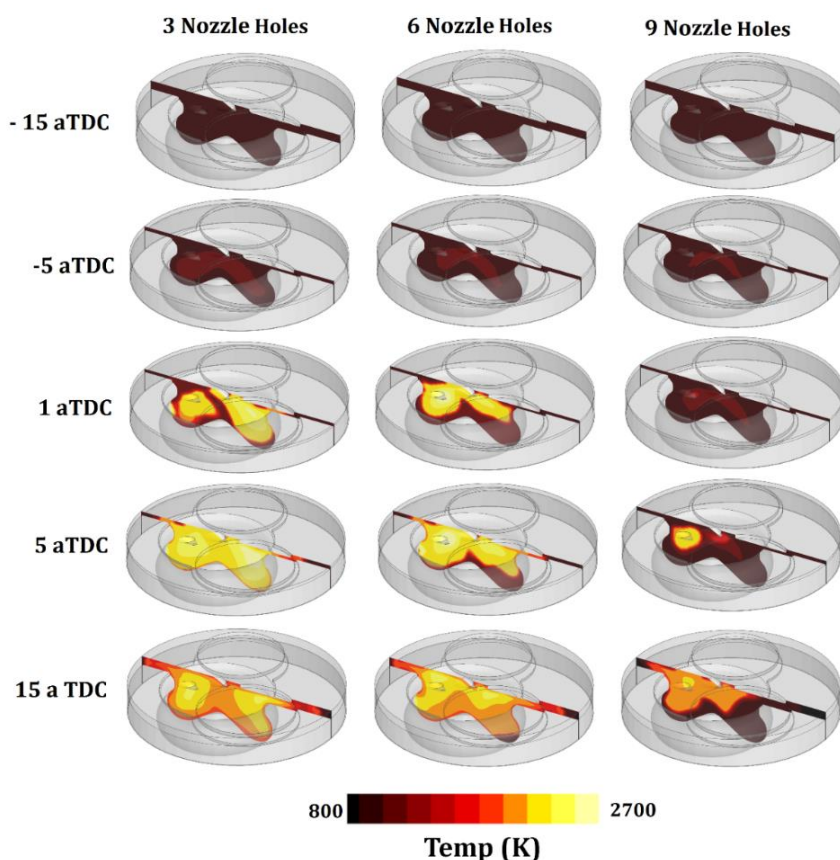 3 Nozzle Holes 6 Nozzle Holes 9 Nozzle Holes
- 15 aTDC
-5 aTDC
1 aTDC
5 aTDC
15 a TDC
800 2700
Temp (K)